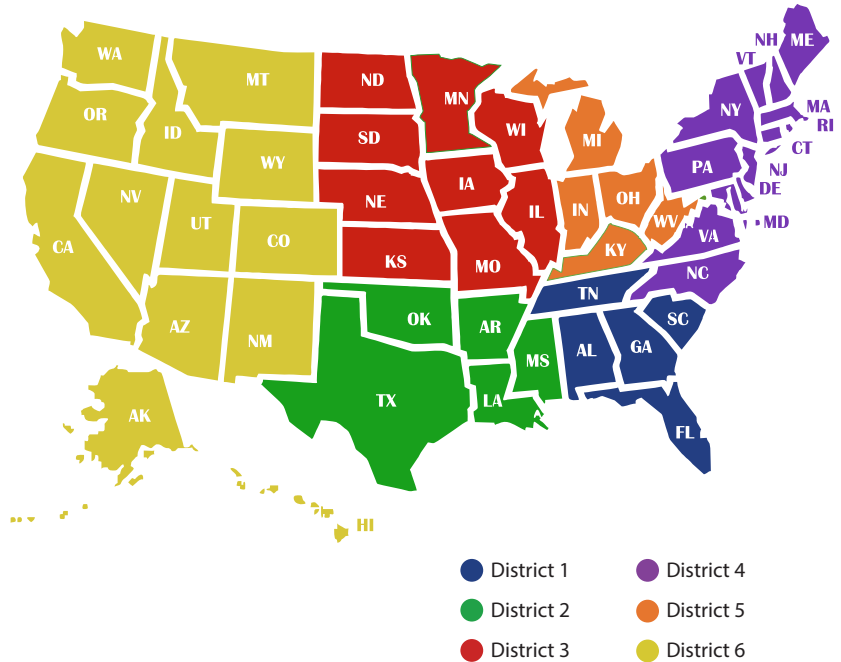 WA
MT
ND
MN
OR
ID
SD
WI
MI
WY
NV
UT
CO
NE
IA
IL
IN
OH
WV
KY
CA
KS
MO
AZ
NM
OK
AR
TN
TX
LA
MS
AL
GA
SC
FL
AK
HI
ME
NH
VT
NY
MA
RI
CT
PA
NJ
DE
MD
VA
NC
District 1
District 2
District 3
District 4
District 5
District 6